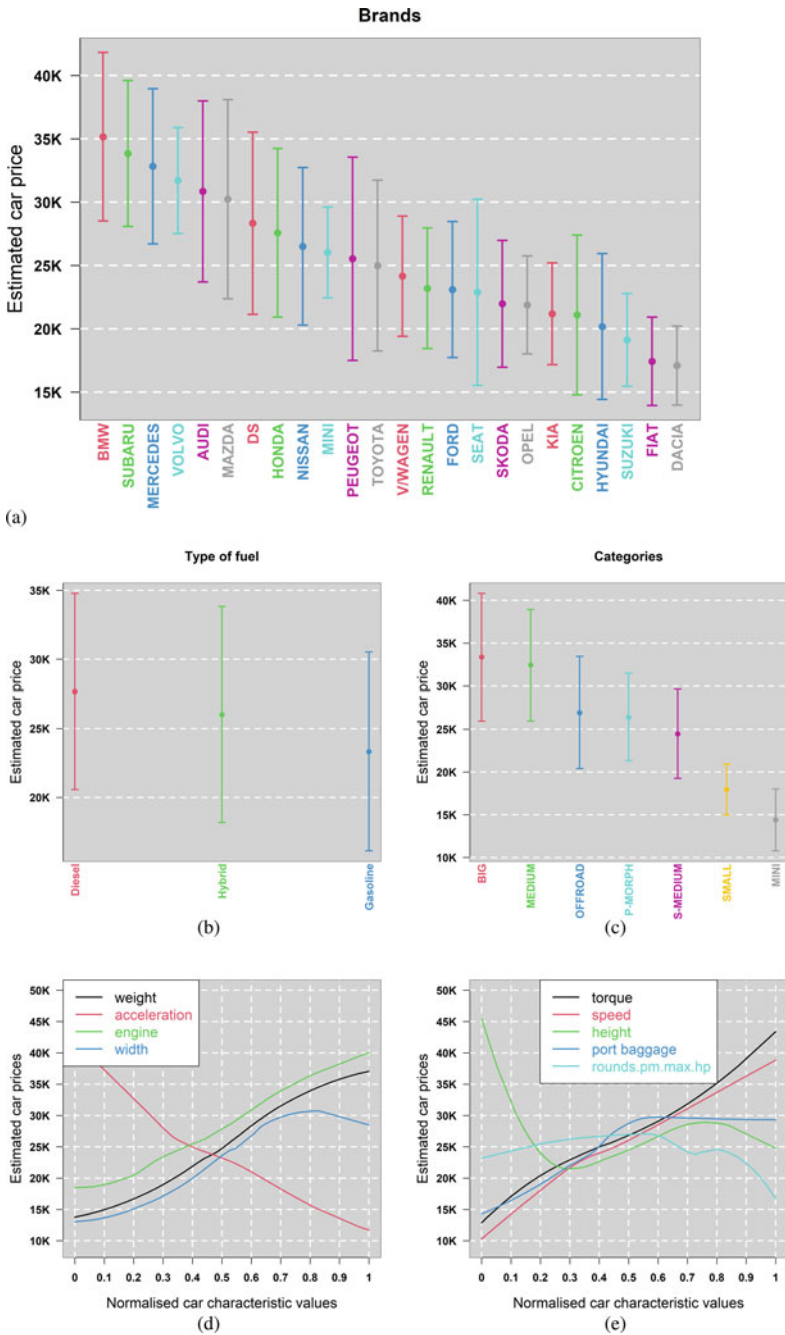 Brands
Estimated car price
40K
35K
30K
25K
20K
15K
BMW
SUBARU
MERCEDES
VOLVO
AUDI
MAZDA
DS
HONDA
NISSAN
MINI
PEUGEOT
TOYOTA
V/WAGEN
RENAULT
FORD
SEAT
SKODA
OPEL
KIA
CITROEN
HYUNDAI
SUZUKI
FIAT
DACIA
(a)
Type of fuel
Estimated car price
35K
30K
25K
20K
Diesel
Hybrid
Gasoline
(b)
Categories
Estimated car price
40K
35K
30K
25K
20K
15K
10K
BIG
MEDIUM
OFFROAD
P-MORPH
S-MEDIUM
SMALL
MINI
(c)
Estimated car prices
50K
45K
40K
35K
30K
25K
20K
15K
10K
weight
acceleration
engine
width
0 0.1 0.2 0.3 0.4 0.5 0.6 0.7 0.8 0.9 1
Normalised car characteristic values
(d)
Estimated car prices
50K
45K
40K
35K
30K
25K
20K
15K
10K
torque
speed
height
port baggage
rounds.pm.max.hp
0 0.1 0.2 0.3 0.4 0.5 0.6 0.7 0.8 0.9 1
Normalised car characteristic values
(e)